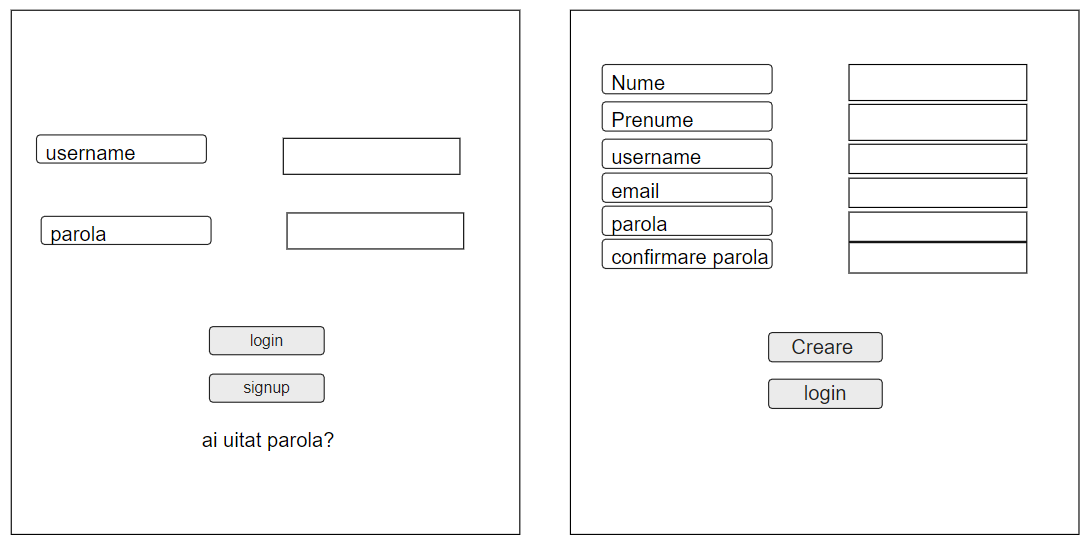 username
parola
login
signup
ai uitat parola?
Nume
Prenume
username
email
parola
confirmare parola
Creare
login